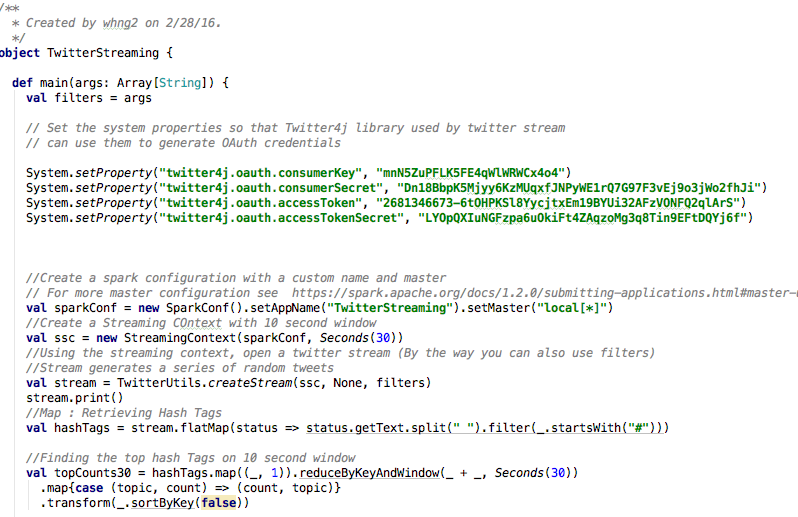 /**
* Created by whng2 on 2/28/16.
*/
object TwitterStreaming {
def main(args: Array[String]) {
val filters = args
// Set the system properties so that Twitter4j library used by twitter stream
// can use them to generate OAuth credentials
System.setProperty("twitter4j.oauth.consumerKey", "mnN5ZuPFLK5FE4qWlWRWCx4o4")
System.setProperty("twitter4j.oauth.consumerSecret", "Dn18BbpK5Mjyy6KzMUqxfJNPyWE1rQ7G97F3vEj9o3jWo2fhJi")
System.setProperty("twitter4j.oauth.accessToken", "2681346673-6tOHPKSl8YycjtxEm19BYUi32AFzVONFQ2qlArS")
System.setProperty("twitter4j.oauth.accessTokenSecret", "LYOpQXIuNGFzpa6uOkiFt4ZAqzoMg3q8Tin9EFtDQYj6f")
//Create a spark configuration with a custom name and master
// For more master configuration see https://spark.apache.org/docs/1.2.0/submitting-applications.html#master-
val sparkConf = new SparkConf().setAppName("TwitterStreaming").setMaster("local[*]")
//Create a Streaming COntext with 10 second window
val ssc = new StreamingContext(sparkConf, Seconds(30))
//Using the streaming context, open a twitter stream (By the way you can also use filters)
//Stream generates a series of random tweets
val stream = TwitterUtils.createStream(ssc, None, filters)
stream.print()
//Map : Retrieving Hash Tags
val hashTags = stream.flatMap(status => status.getText.split(" ").filter(_.startsWith("#")))
//Finding the top hash Tags on 10 second window
val topCounts30 = hashTags.map((_, 1)).reduceByKeyAndWindow(_ + _, Seconds(30))
.map{case (topic, count) => (count, topic)}
.transform(_.sortByKey(false))